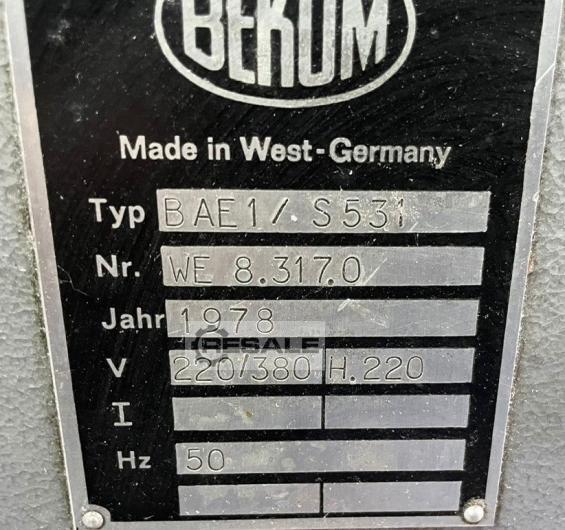 BEKUM
Made in West-Germany
Typ BAE1/ S531
Nr. WE 8.317.0
Jahr 1978
RESALE
V 220/380 H.220
I
Hz 50